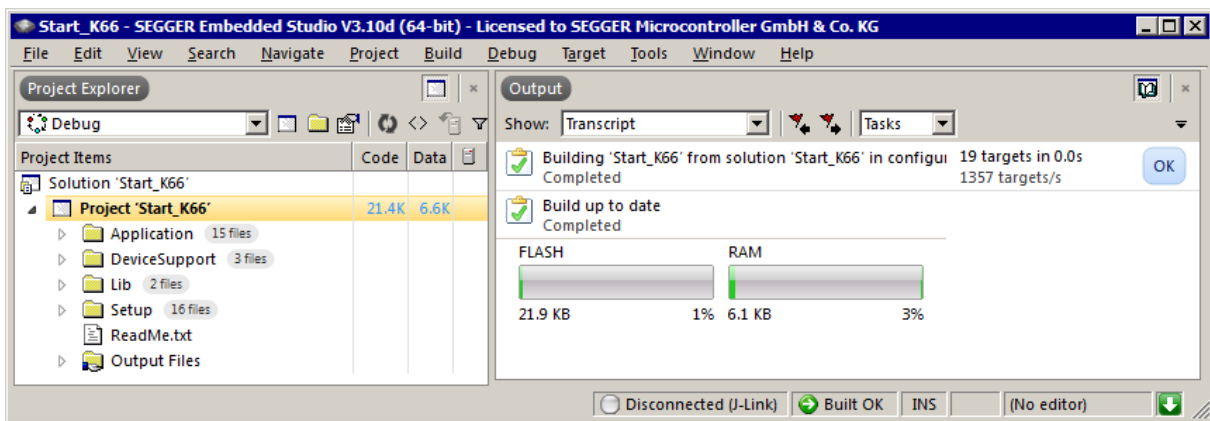 Start_K66 - SEGGER Embedded Studio V3.10d (64-bit) - Licensed to SEGGER Microcontroller GmbH & Co. KG
File Edit View Search Navigate Project Build Debug Target Tools Window Help
Project Explorer
Debug
Project Items Code Data
Solution 'Start_K66'
Project 'Start_K66' 21.4K 6.6K
Application 15 files
DeviceSupport 3 files
Lib 2 files
Setup 16 files
ReadMe.txt
Output Files
Output
Show: Transcript Tasks
Building 'Start_K66' from solution 'Start_K66' in configu 19 targets in 0.0s
Completed 1357 targets/s
OK
Build up to date
Completed
FLASH RAM
21.9 KB 1% 6.1 KB 3%
Disconnected (J-Link) Built OK INS (No editor)